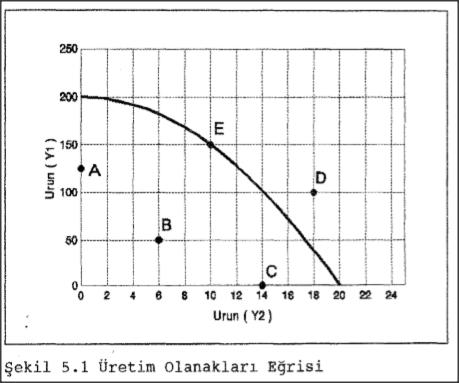 250
200
150
100
50
0
Urun ( Y1 )
A
B
C
D
E
0 2 4 6 8 10 12 14 16 18 20 22 24
Urun ( Y2 )
Şekil 5.1 Üretim Olanakları Eğrisi